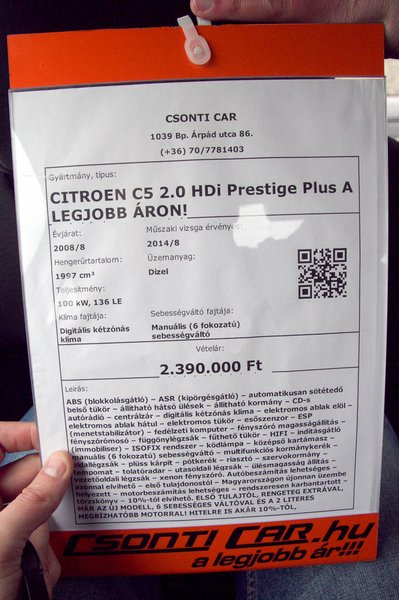 CSONTI CAR
1039 Bp. Árpád utca 86.
(+36) 70/7781403
Gyártmány, típus:
CITROEN C5 2.0 HDi Prestige Plus A
LEGJOBB ÁRON!
Évjárat: Műszaki vizsga érvényes:
2008/8 2014/8
Hengerűrtartalom: Üzemanyag:
1997 cm³ Dízel
Teljesítmény:
100 kW, 136 LE
Klíma fajtája: Sebességváltó fajtája:
Digitális kétzónás Manuális (6 fokozatú)
klíma sebességváltó
Vételár:
2.390.000 Ft
Leírás:
ABS (blokkolásgátló) – ASR (kipörgésgátló) – automatikusan sötétedő
belső tükör – állítható hátsó ülések – állítható kormány – CD-s
autórádió – centrálzár – digitális kétzónás klíma – elektromos ablak elöl –
elektromos ablak hátul – elektromos tükör – esőszenzor – ESP
(menetstabilizátor) – fedélzeti komputer – fényszóró magasságállítás –
fényszórómosó – függönylégzsák – fűthető tükör – HIFI – indításgátló
(immobiliser) – ISOFIX rendszer – ködlámpa – középső kartámasz –
manuális (6 fokozatú) sebességváltó – multifunkciós kormánykerék –
oldallégzsák – plüss kárpit – pótkerék – riasztó – szervokormány –
tempomat – tolatóradar – utasoldali légzsák – ülésmagasság állítás –
vezetőoldali légzsák – xenon fényszóró. Autóbeszámítás lehetséges –
azonnal elvihető – első tulajdonostól – Magyarországon újonnan üzembe
helyezett – motorbeszámítás lehetséges – rendszeresen karbantartott –
törzskönyv – 10%-tól elvihető. ELSŐ TULAJTÓL, RENGETEG EXTRÁVAL,
MÁR AZ ÚJ MODELL, 6 SEBESSÉGES VÁLTÓVAL ÉS A 2 LITERES
MEGBÍZHATÓBB MOTORRAL! HITELRE IS AKÁR 10%-TÓL,
CSONTI CAR.hu
a legjobb ár!!!